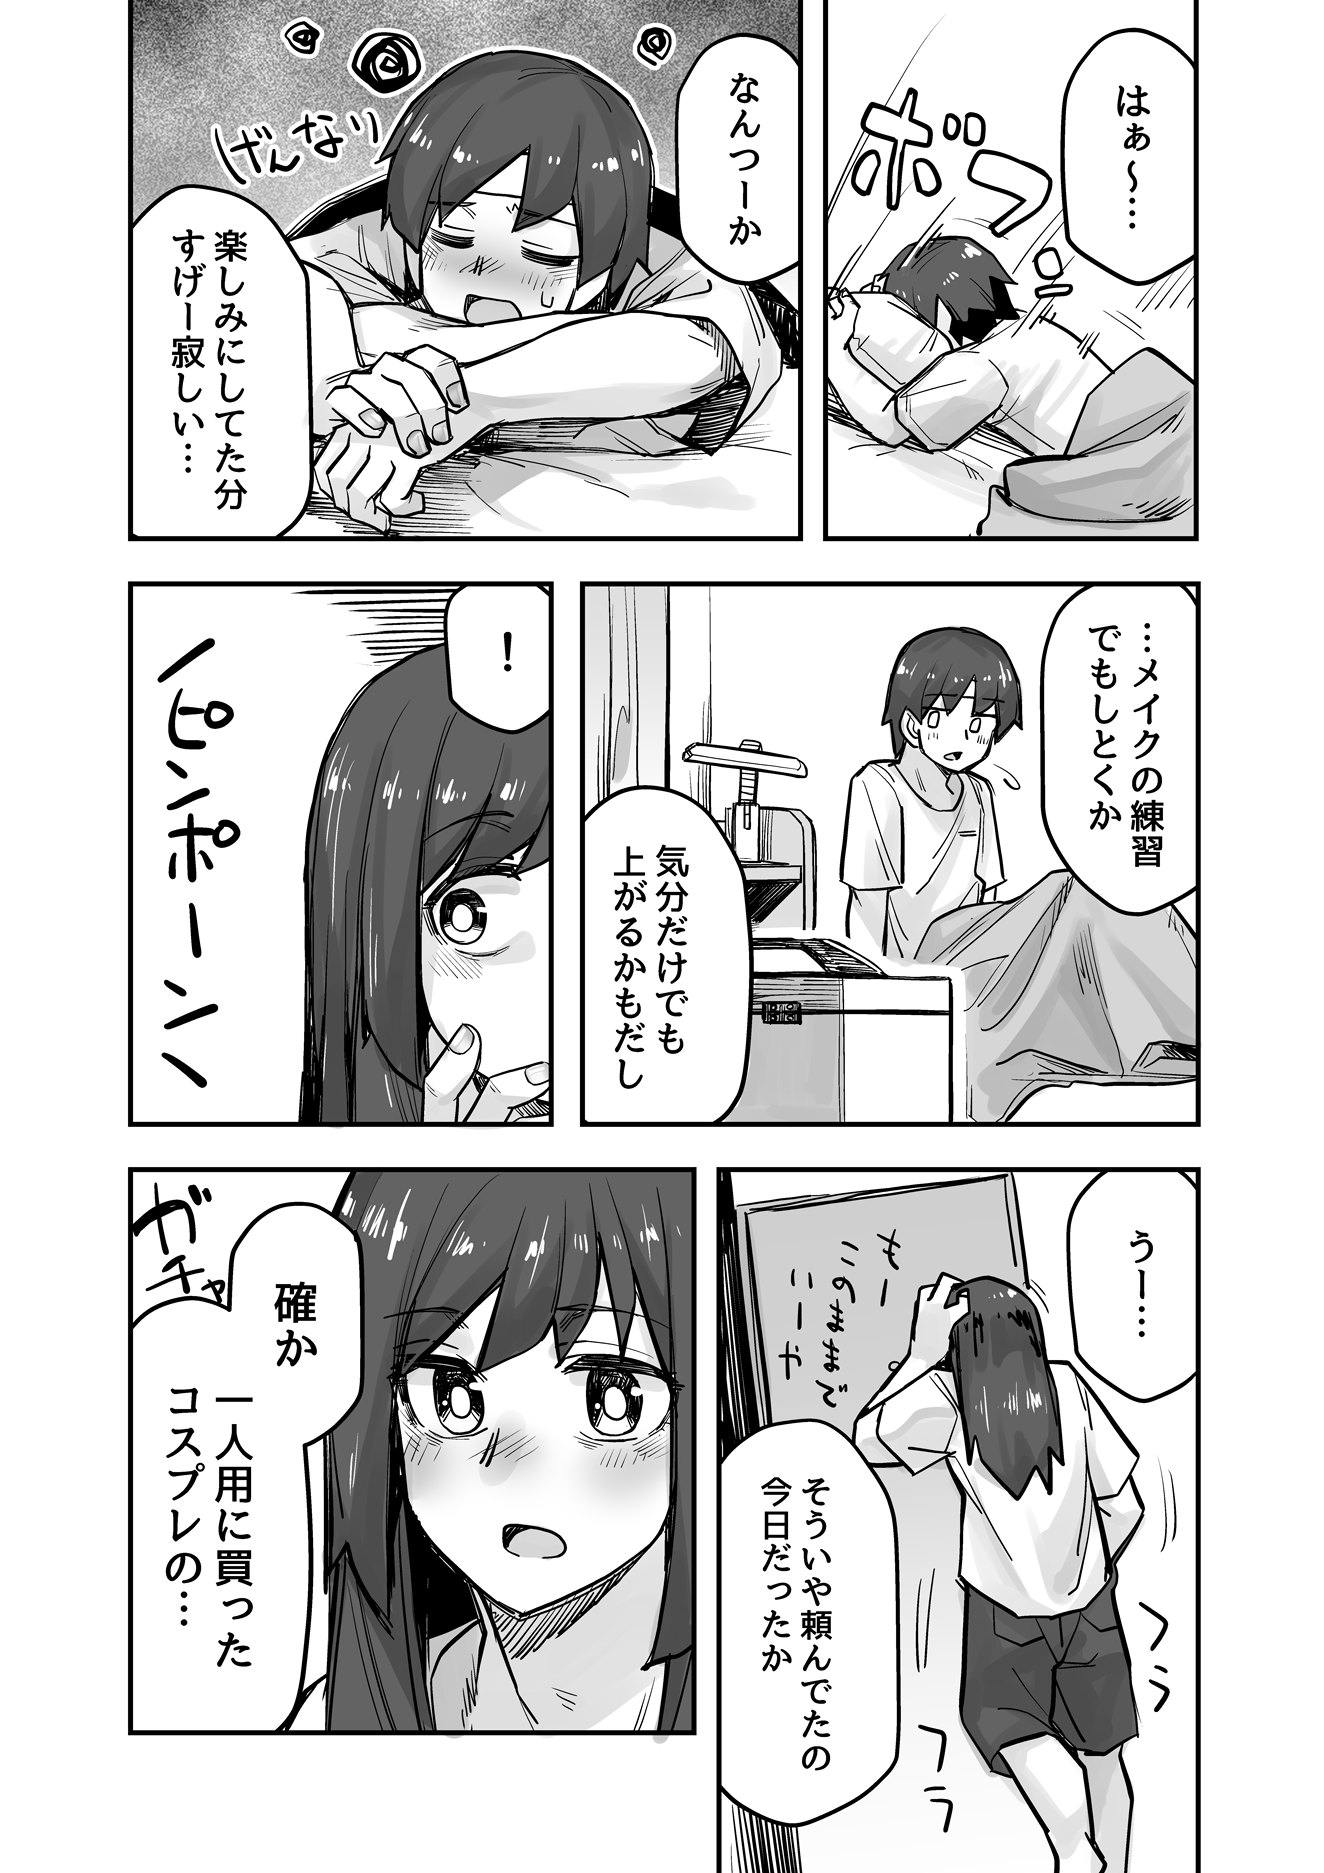 はぁ〜…
ボフッ
なんつーか
げんなり
楽しみにしてた分
すげー寂しい…
…メイクの練習
でもしとくか
気分だけでも
上がるかもだし
！
ピンポーン
うー…
もー
このままで
いーや
そういや頼んでたの
今日だったか
フラ
フラ
ガチャ
確か
一人用に買った
コスプレの…